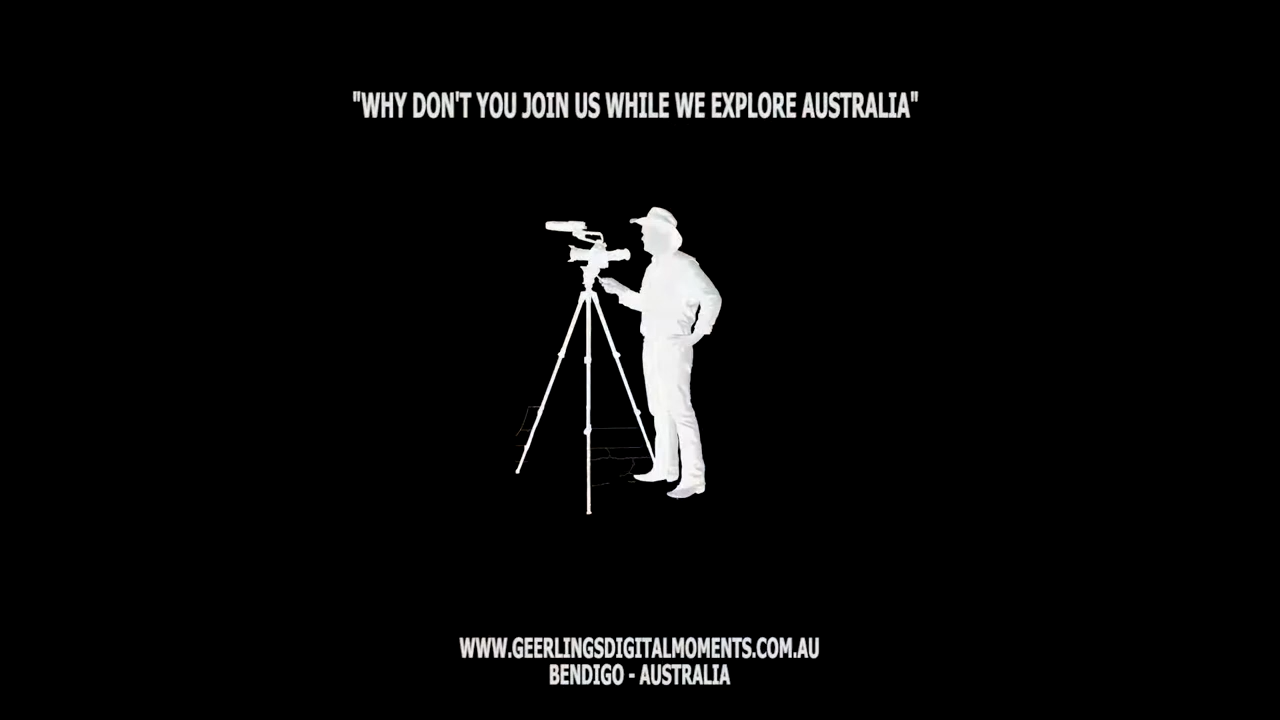 "WHY DON'T YOU JOIN US WHILE WE EXPLORE AUSTRALIA"
WWW.GEERLINGSDIGITALMOMENTS.COM.AU
BENDIGO - AUSTRALIA